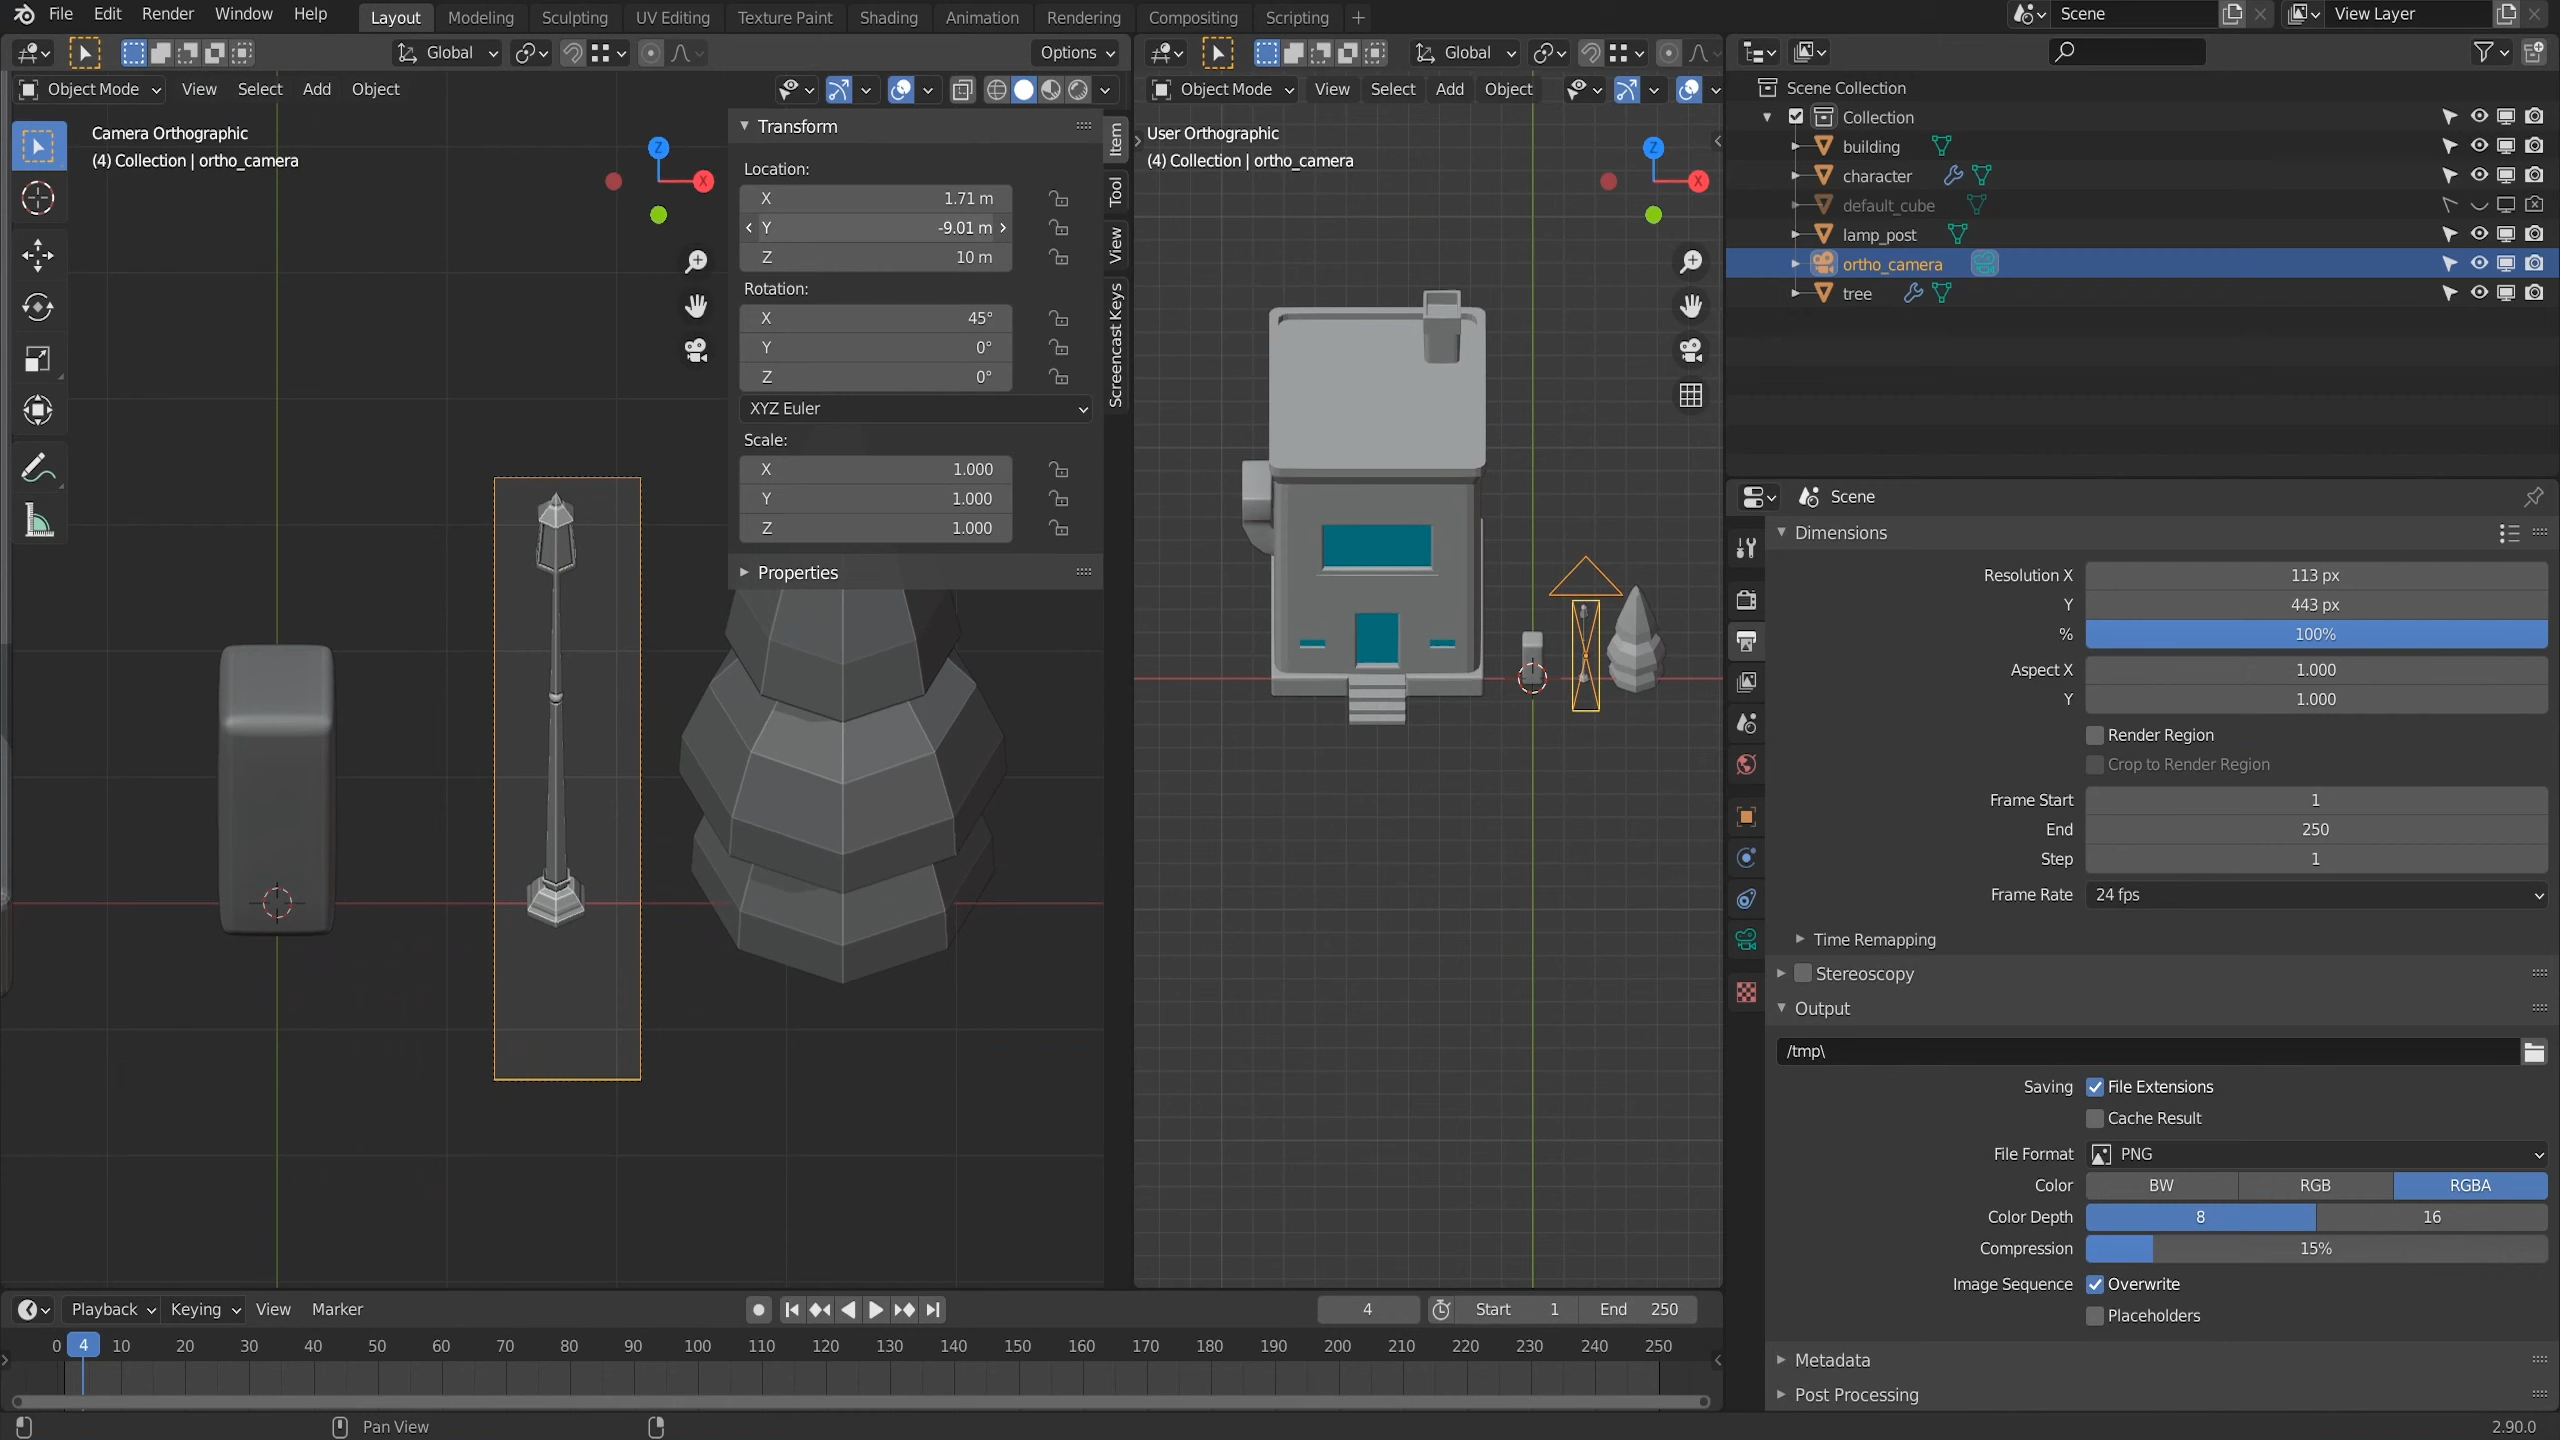 File Edit Render Window Help Layout Modeling Sculpting UV Editing Texture Paint Shading Animation Rendering Compositing Scripting + Scene View Layer
Global Options
Global
Object Mode View Select Add Object
Object Mode View Select Add Object
Camera Orthographic
(4) Collection | ortho_camera
Z
X
Transform
Location:
X 1.71 m
Y -9.01 m
Z 10 m
Rotation:
X 45°
Y 0°
Z 0°
XYZ Euler
Scale:
X 1.000
Y 1.000
Z 1.000
Properties
Item
Tool
View
Screencast Keys
User Orthographic
(4) Collection | ortho_camera
Z
X
Scene Collection
Collection
building
character
default_cube
lamp_post
ortho_camera
tree
Scene
Dimensions
Resolution X 113 px
Y 443 px
% 100%
Aspect X 1.000
Y 1.000
Render Region
Crop to Render Region
Frame Start 1
End 250
Step 1
Frame Rate 24 fps
Time Remapping
Stereoscopy
Output
/tmp\
Saving File Extensions
Cache Result
File Format PNG
Color BW RGB RGBA
Color Depth 8 16
Compression 15%
Image Sequence Overwrite
Placeholders
Metadata
Post Processing
Playback Keying View Marker 4 Start 1 End 250
0 4 10 20 30 40 50 60 70 80 90 100 110 120 130 140 150 160 170 180 190 200 210 220 230 240 250
Pan View 2.90.0